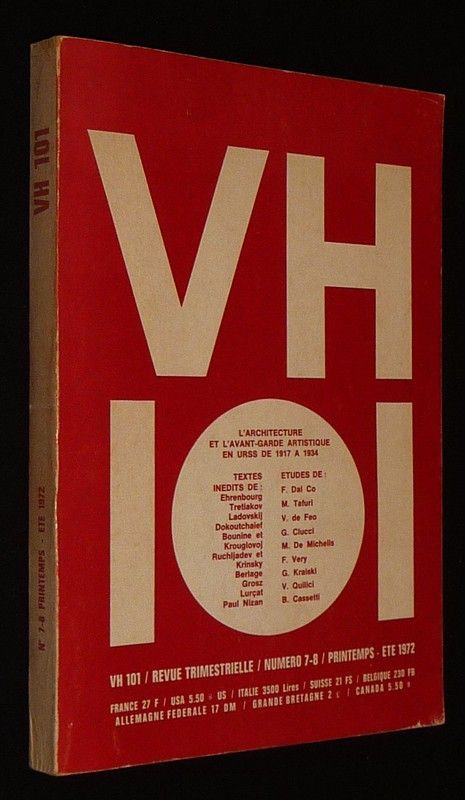 VH 101
N° 7-8 PRINTEMPS - ETE 1972
VH
101
L'ARCHITECTURE
ET L'AVANT-GARDE ARTISTIQUE
EN URSS DE 1917 A 1934
TEXTES
INEDITS DE :
Ehrenbourg
Tretiakov
Ladovskij
Dokoutchaief
Bounine et
Krouglovoj
Ruchljadev et
Krinsky
Berlage
Grosz
Lurçat
Paul Nizan
ETUDES DE :
F. Dal Co
M. Tafuri
V. de Feo
G. Ciucci
M. De Michelis
F. Very
G. Kraiski
V. Quilici
B. Cassetti
VH 101 / REVUE TRIMESTRIELLE / NUMERO 7-8 / PRINTEMPS - ETE 1972
FRANCE 27 F / USA 5.50 $ US / ITALIE 3500 Lires / SUISSE 21 FS / BELGIQUE 230 FB
ALLEMAGNE FEDERALE 17 DM / GRANDE BRETAGNE 2 £ / CANADA 5.50 $